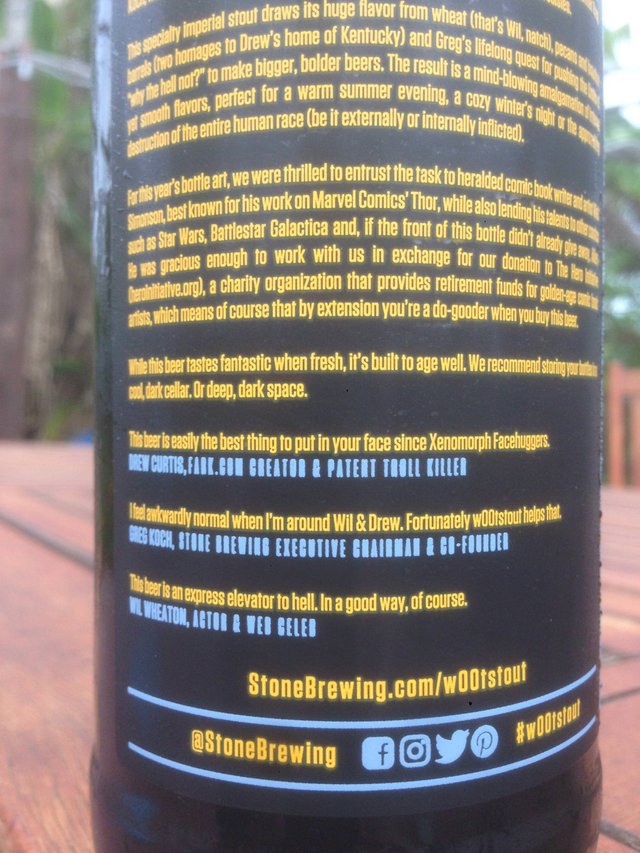 This specialty imperial stout draws its huge flavor from wheat (that's Wil, natch), pecans and
barrels (two homages to Drew's home of Kentucky) and Greg's lifelong quest for pushing the
"why the hell not?" to make bigger, bolder beers. The result is a mind-blowing amalgamation of
yet smooth flavors, perfect for a warm summer evening, a cozy winter's night or the
destruction of the entire human race (be it externally or internally inflicted).
For this year's bottle art, we were thrilled to entrust the task to heralded comic book writer and artist
Simonson, best known for his work on Marvel Comics' Thor, while also lending his talents to other
such as Star Wars, Battlestar Galactica and, if the front of this bottle didn't already give away,
He was gracious enough to work with us in exchange for our donation to The Hero Initiative
(heroinitiative.org), a charity organization that provides retirement funds for golden-age comic
artists, which means of course that by extension you're a do-gooder when you buy this beer.
While this beer tastes fantastic when fresh, it's built to age well. We recommend storing your bottles in a
cool, dark cellar. Or deep, dark space.
This beer is easily the best thing to put in your face since Xenomorph Facehuggers.
DREW CURTIS, FARK.COM CREATOR & PATENT TROLL KILLER
I feel awkwardly normal when I'm around Wil & Drew. Fortunately w00tstout helps that.
GREG KOCH, STONE BREWING EXECUTIVE CHAIRMAN & CO-FOUNDER
This beer is an express elevator to hell. In a good way, of course.
WIL WHEATON, ACTOR & WEB CELEB
StoneBrewing.com/w00tstout
@StoneBrewing #w00tstout